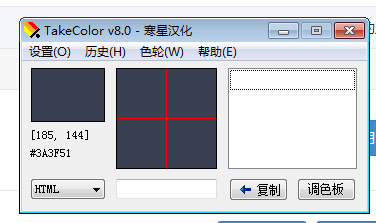 TakeColor v8.0 - 寒星汉化
设置(O) 历史(H) 色轮(W) 帮助(E)
[185, 144]
#3A3F51
HTML
复制
调色板